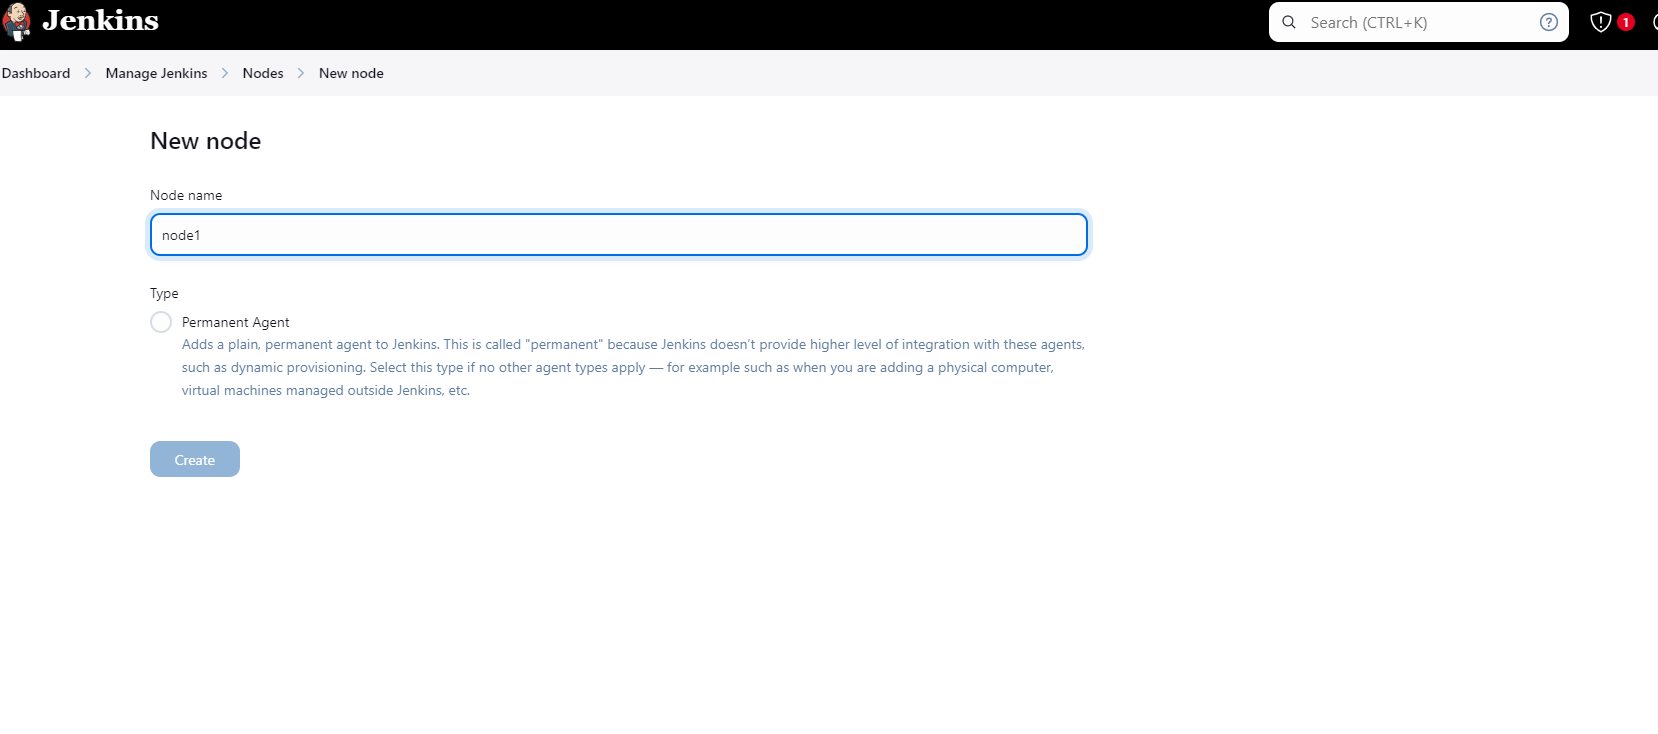 Jenkins
Search (CTRL+K)
?
!
1
Dashboard > Manage Jenkins > Nodes > New node
New node
Node name
node1
Type
Permanent Agent
Adds a plain, permanent agent to Jenkins. This is called "permanent" because Jenkins doesn’t provide higher level of integration with these agents,
such as dynamic provisioning. Select this type if no other agent types apply — for example such as when you are adding a physical computer,
virtual machines managed outside Jenkins, etc.
Create